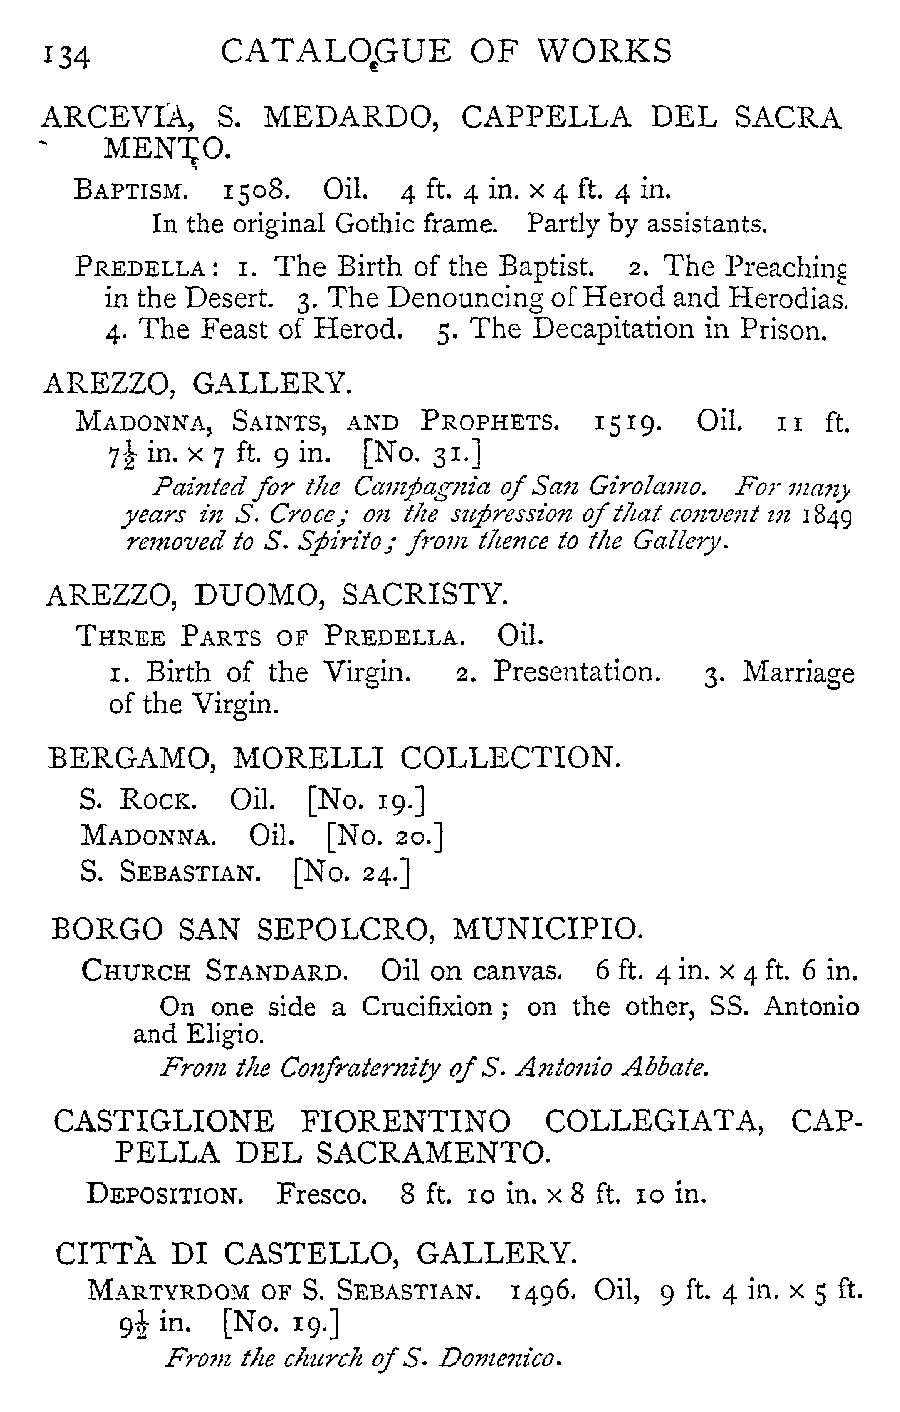 134 CATALOGUE OF WORKS
ARCEVIA, S. MEDARDO, CAPPELLA DEL SACRA
MENTO.
BAPTISM. 1508. Oil. 4 ft. 4 in. × 4 ft. 4 in.
In the original Gothic frame. Partly by assistants.
PREDELLA: 1. The Birth of the Baptist. 2. The Preaching
in the Desert. 3. The Denouncing of Herod and Herodias.
4. The Feast of Herod. 5. The Decapitation in Prison.
AREZZO, GALLERY.
MADONNA, SAINTS, AND PROPHETS. 1519. Oil. 11 ft.
7½ in. × 7 ft. 9 in. [No. 31.]
Painted for the Campagnia of San Girolamo. For many
years in S. Croce; on the supression of that convent in 1849
removed to S. Spirito; from thence to the Gallery.
AREZZO, DUOMO, SACRISTY.
THREE PARTS OF PREDELLA. Oil.
1. Birth of the Virgin. 2. Presentation. 3. Marriage
of the Virgin.
BERGAMO, MORELLI COLLECTION.
S. ROCK. Oil. [No. 19.]
MADONNA. Oil. [No. 20.]
S. SEBASTIAN. [No. 24.]
BORGO SAN SEPOLCRO, MUNICIPIO.
CHURCH STANDARD. Oil on canvas. 6 ft. 4 in. × 4 ft. 6 in.
On one side a Crucifixion; on the other, SS. Antonio
and Eligio.
From the Confraternity of S. Antonio Abbate.
CASTIGLIONE FIORENTINO COLLEGIATA, CAP-
PELLA DEL SACRAMENTO.
DEPOSITION. Fresco. 8 ft. 10 in. × 8 ft. 10 in.
CITTÀ DI CASTELLO, GALLERY.
MARTYRDOM OF S. SEBASTIAN. 1496. Oil, 9 ft. 4 in. × 5 ft.
9½ in. [No. 19.]
From the church of S. Domenico.